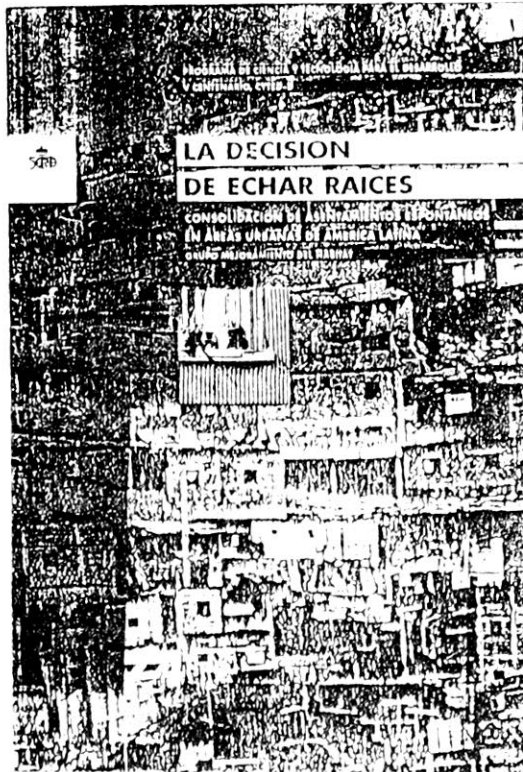 PROGRAMA DE CIENCIA Y TECNOLOGIA PARA EL DESARROLLO
V CENTENARIO, CYTED-D
LA DECISION
DE ECHAR RAICES
CONSOLIDACION DE ASENTAMIENTOS ESPONTANEOS
EN AREAS URBANAS DE AMERICA LATINA
GRUPO MEJORAMIENTO DEL HABITAT